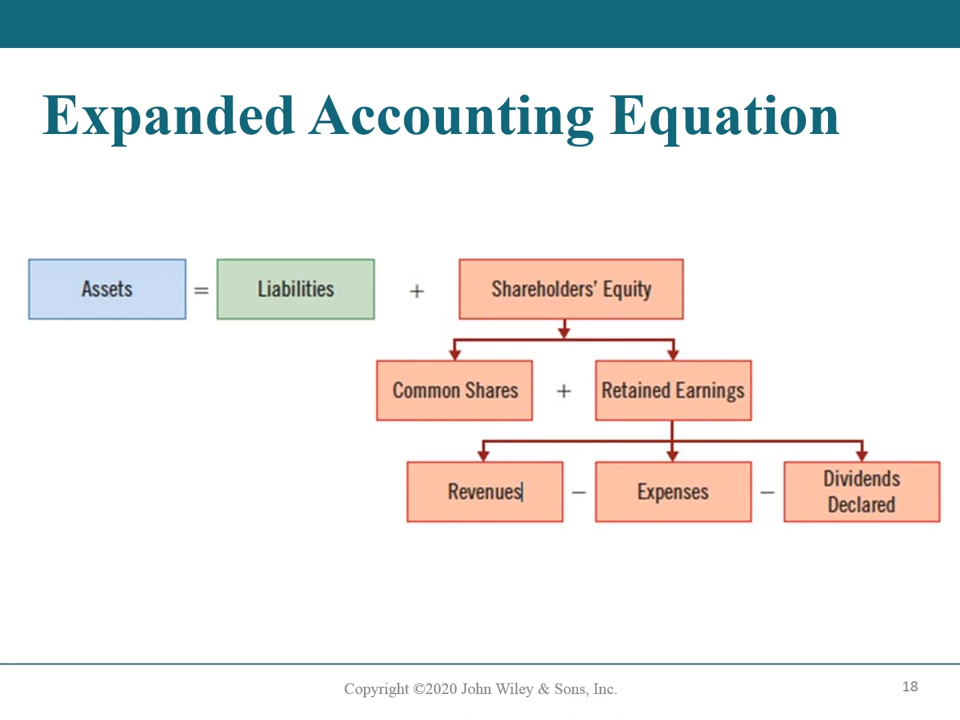 Expanded Accounting Equation
Assets = Liabilities + Shareholders' Equity
Common Shares + Retained Earnings
Revenues - Expenses - Dividends Declared
Copyright ©2020 John Wiley & Sons, Inc.
18